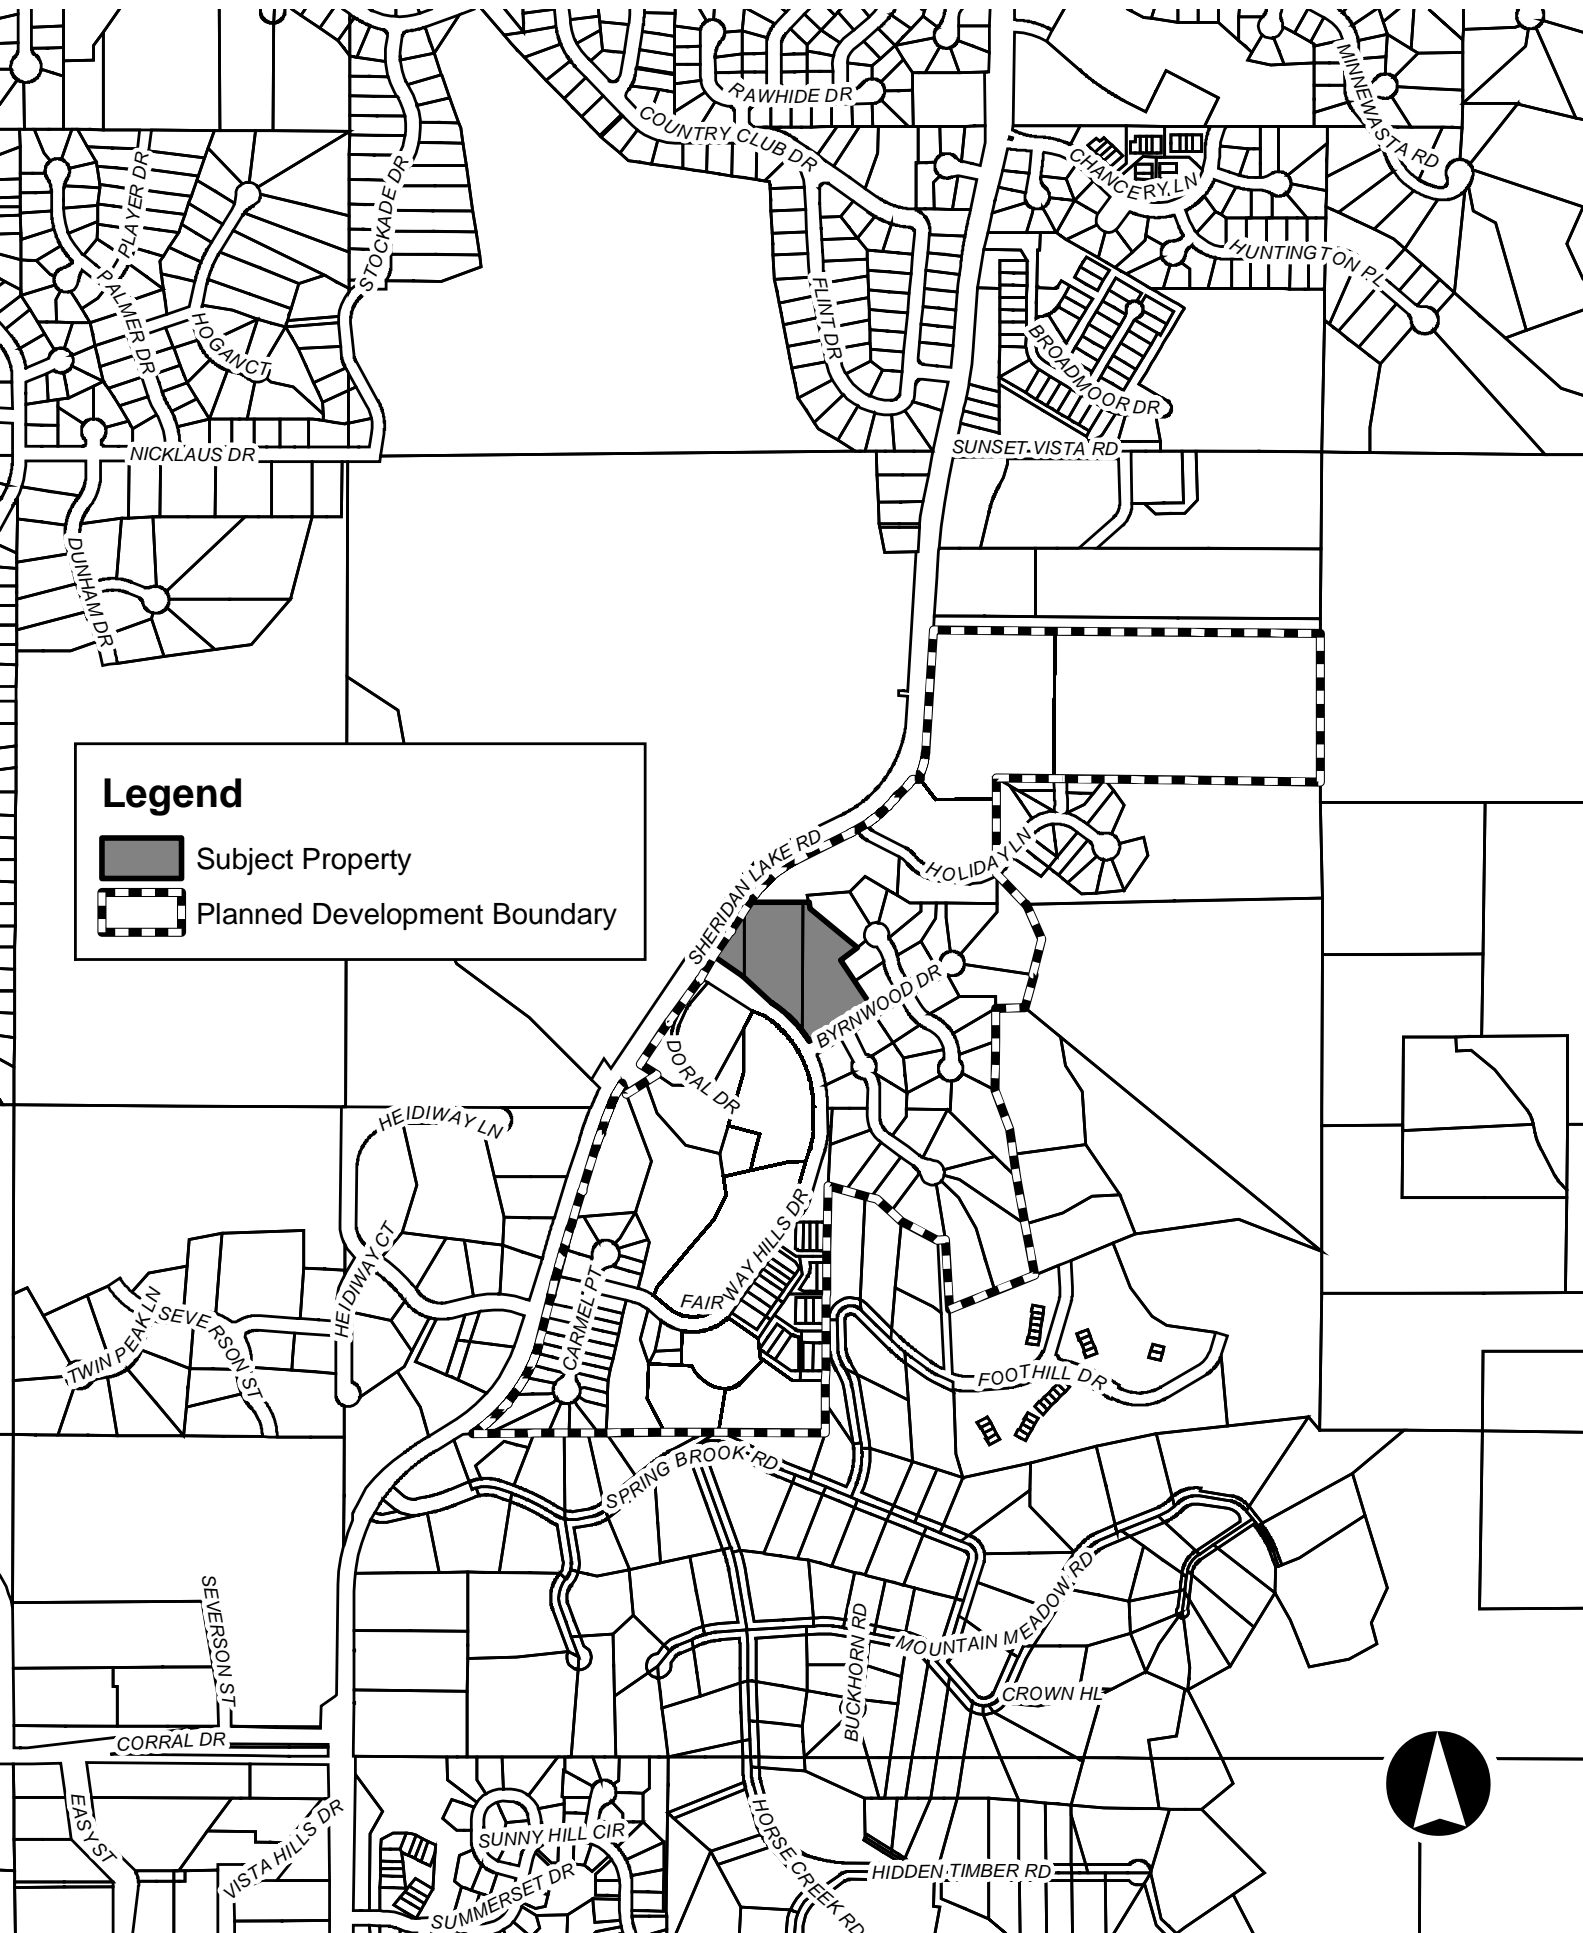 MINNEWASTA RD
RAWHIDE DR
COUNTRY CLUB DR
CHANCERY LN
PLAYER DR
STOCKADE DR
HUNTINGTON PL
PALMER DR
FLINT DR
HOGAN CT
BROADMOOR DR
NICKLAUS DR
SUNSET VISTA RD
DUNHAM DR
Legend
Subject Property
Planned Development Boundary
SHERIDAN LAKE RD
HOLIDAY LN
BYRNWOOD DR
DORAL DR
HEIDIWAY LN
HEIDIWAY CT
FAIRWAY HILLS DR
CARMEL PT
TWIN PEAK LN
SEVERSON ST
FOOTHILL DR
SPRING BROOK RD
MOUNTAIN MEADOW RD
SEVERSON ST
BUCKHORN RD
CROWN HL
CORRAL DR
EASY ST
VISTA HILLS DR
SUNNY HILL CIR
SUMMERSET DR
HORSE CREEK RD
HIDDEN TIMBER RD